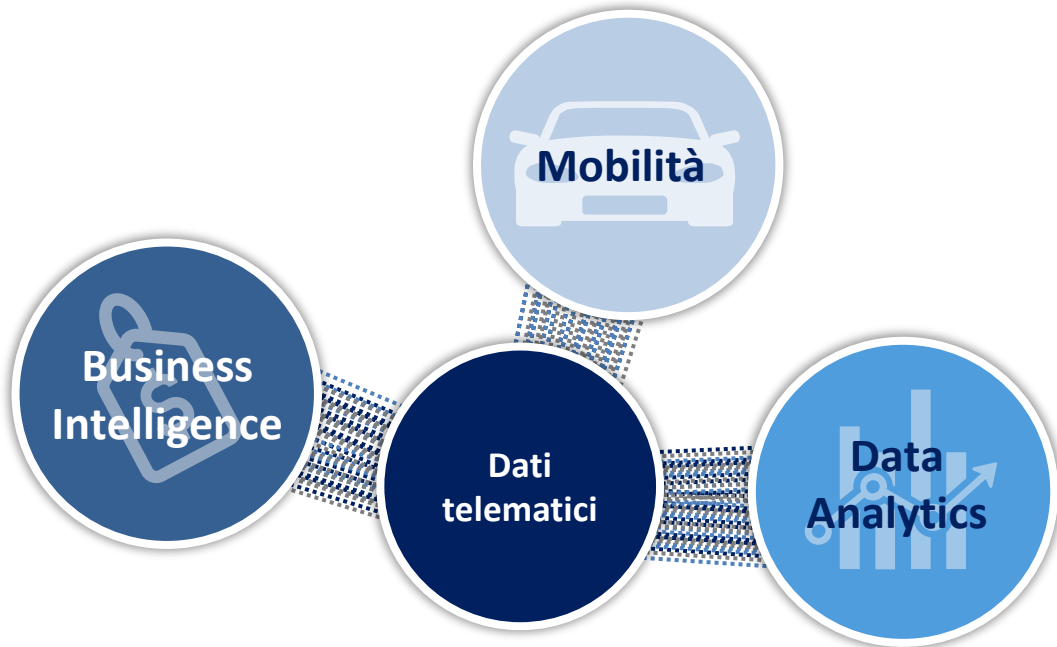 Mobilità
Business
Intelligence
Dati
telematici
Data
Analytics